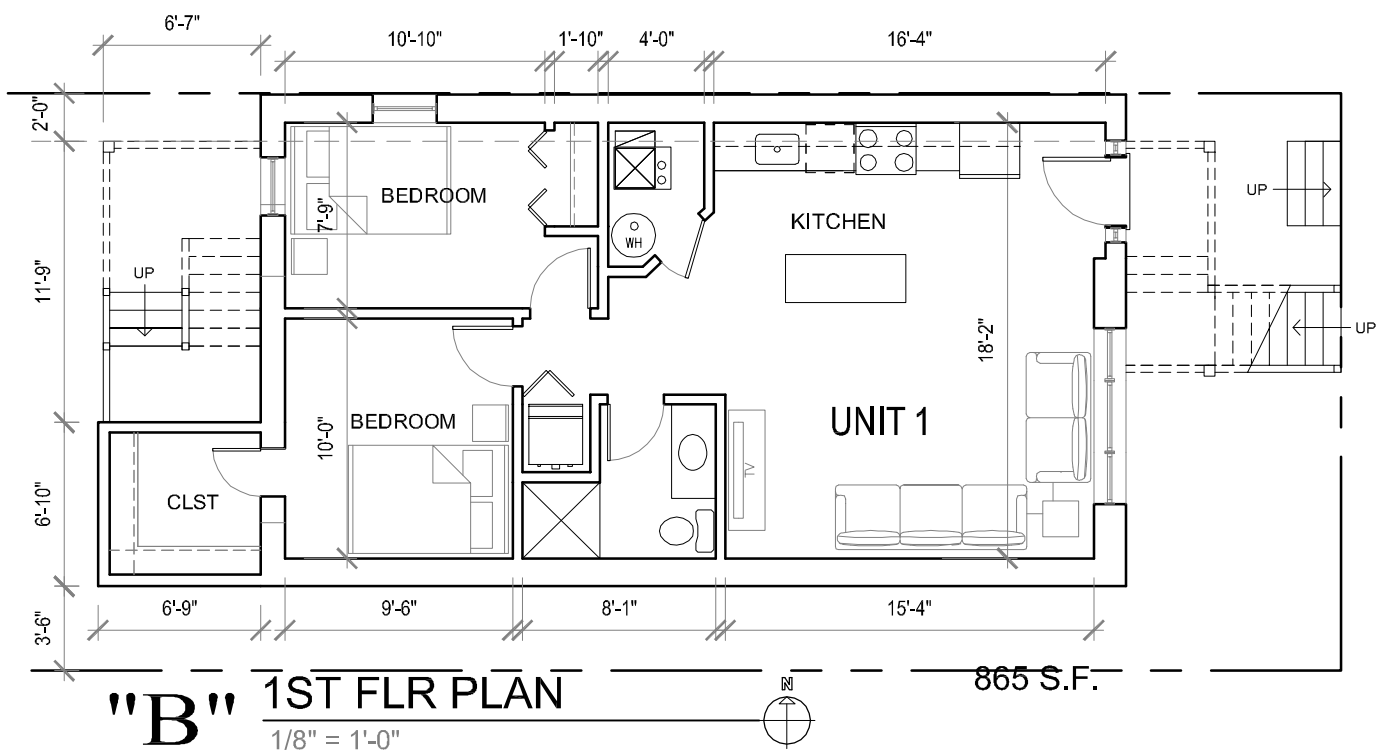 6'-7"
10'-10"
1'-10"
4'-0"
16'-4"
2'-0"
BEDROOM
7'-9"
KITCHEN
UP
WH
UP
11'-9"
18'-2"
UP
BEDROOM
UNIT 1
10'-0"
TV
6'-10"
CLST
6'-9"
9'-6"
8'-1"
15'-4"
3'-6"
865 S.F.
"B"
1ST FLR PLAN
N
1/8" = 1'-0"